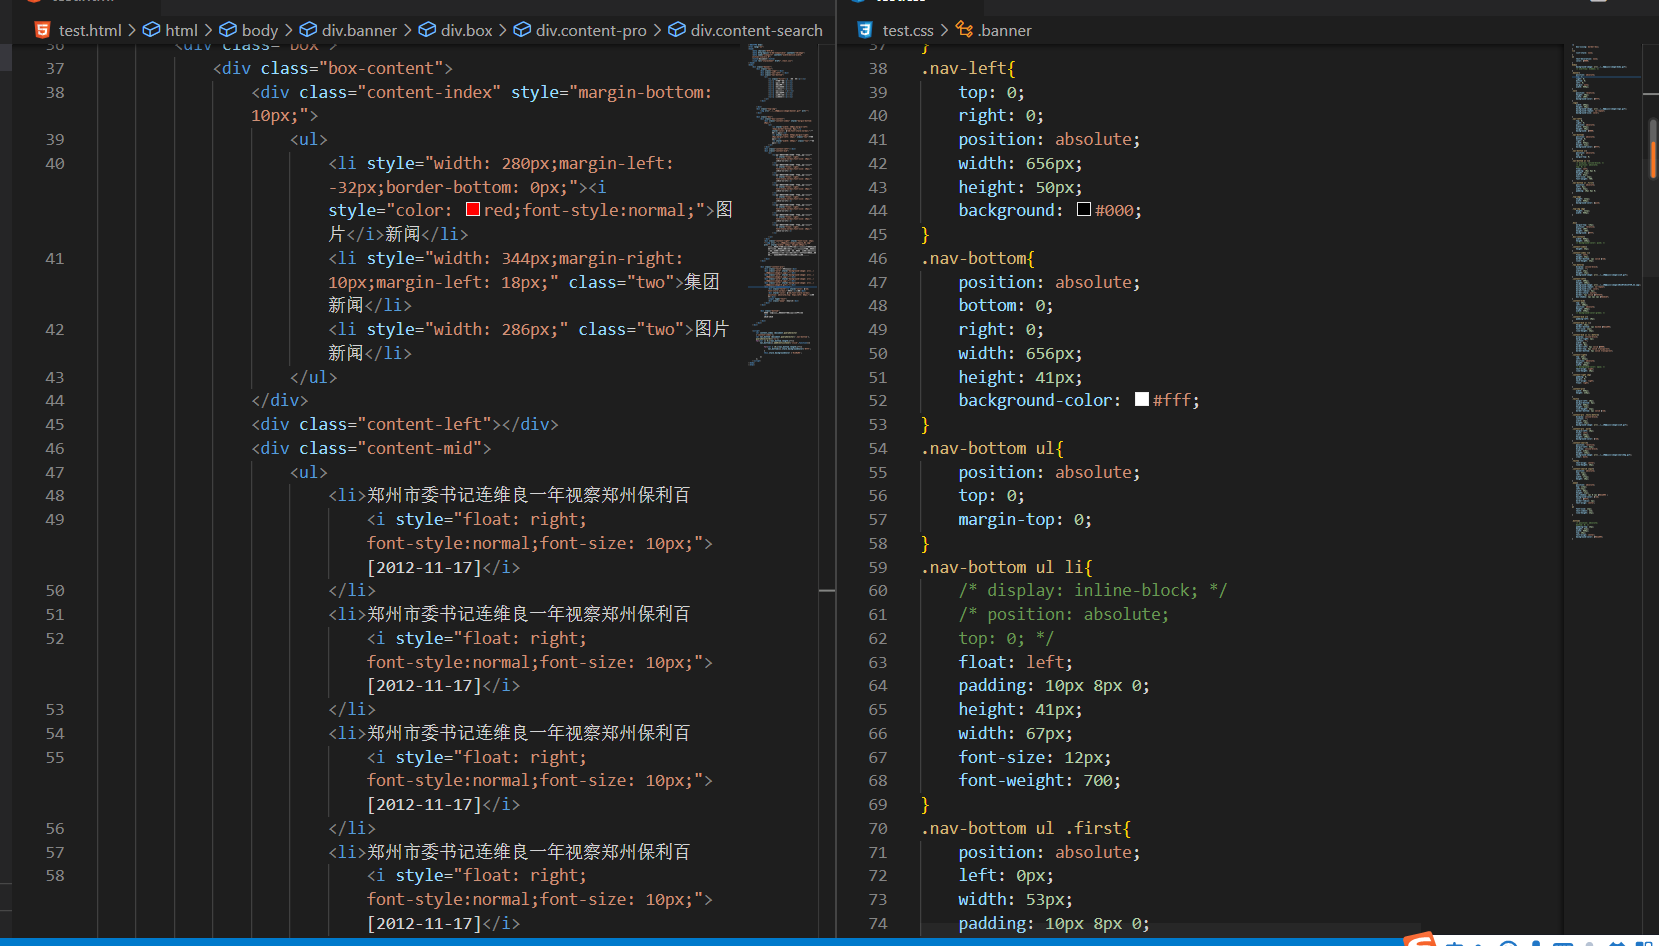 test.html > html > body > div.banner > div.box > div.content-pro > div.content-search
36 <div class="box">
37 <div class="box-content">
38 <div class="content-index" style="margin-bottom:
10px;">
39 <ul>
40 <li style="width: 280px;margin-left:
-32px;border-bottom: 0px;"><i
style="color: red;font-style:normal;">图
片</i>新闻</li>
41 <li style="width: 344px;margin-right:
10px;margin-left: 18px;" class="two">集团
新闻</li>
42 <li style="width: 286px;" class="two">图片
新闻</li>
43 </ul>
44 </div>
45 <div class="content-left"></div>
46 <div class="content-mid">
47 <ul>
48 <li>郑州市委书记连维良一年视察郑州保利百
49 <i style="float: right;
font-style:normal;font-size: 10px;">
[2012-11-17]</i>
50 </li>
51 <li>郑州市委书记连维良一年视察郑州保利百
52 <i style="float: right;
font-style:normal;font-size: 10px;">
[2012-11-17]</i>
53 </li>
54 <li>郑州市委书记连维良一年视察郑州保利百
55 <i style="float: right;
font-style:normal;font-size: 10px;">
[2012-11-17]</i>
56 </li>
57 <li>郑州市委书记连维良一年视察郑州保利百
58 <i style="float: right;
font-style:normal;font-size: 10px;">
[2012-11-17]</i>
test.css > .banner
37 }
38 .nav-left{
39 top: 0;
40 right: 0;
41 position: absolute;
42 width: 656px;
43 height: 50px;
44 background: #000;
45 }
46 .nav-bottom{
47 position: absolute;
48 bottom: 0;
49 right: 0;
50 width: 656px;
51 height: 41px;
52 background-color: #fff;
53 }
54 .nav-bottom ul{
55 position: absolute;
56 top: 0;
57 margin-top: 0;
58 }
59 .nav-bottom ul li{
60 /* display: inline-block; */
61 /* position: absolute;
62 top: 0; */
63 float: left;
64 padding: 10px 8px 0;
65 height: 41px;
66 width: 67px;
67 font-size: 12px;
68 font-weight: 700;
69 }
70 .nav-bottom ul .first{
71 position: absolute;
72 left: 0px;
73 width: 53px;
74 padding: 10px 8px 0;